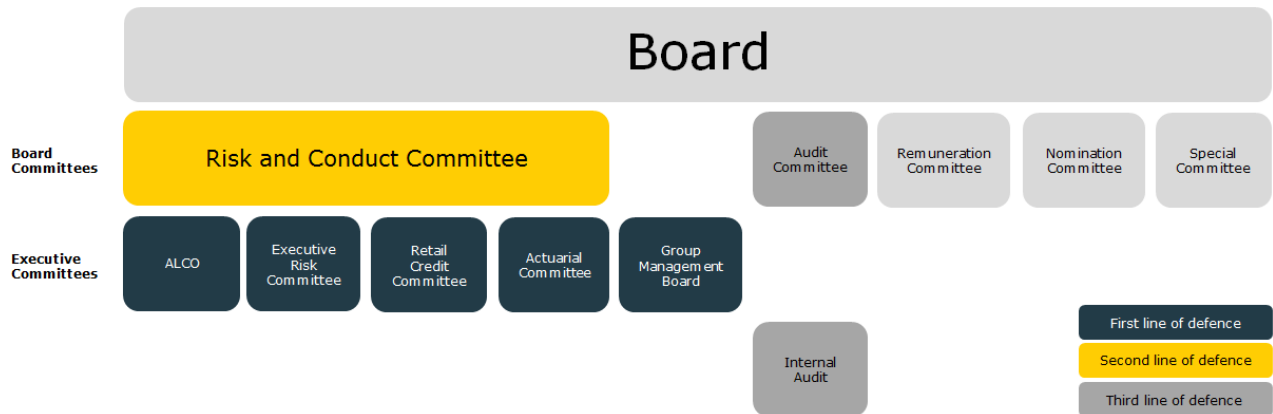 Board
Board
Committees
Risk and Conduct Committee
Audit
Committee
Remuneration
Committee
Nomination
Committee
Special
Committee
Executive
Committees
ALCO
Executive
Risk
Committee
Retail
Credit
Committee
Actuarial
Committee
Group
Management
Board
Internal
Audit
First line of defence
Second line of defence
Third line of defence